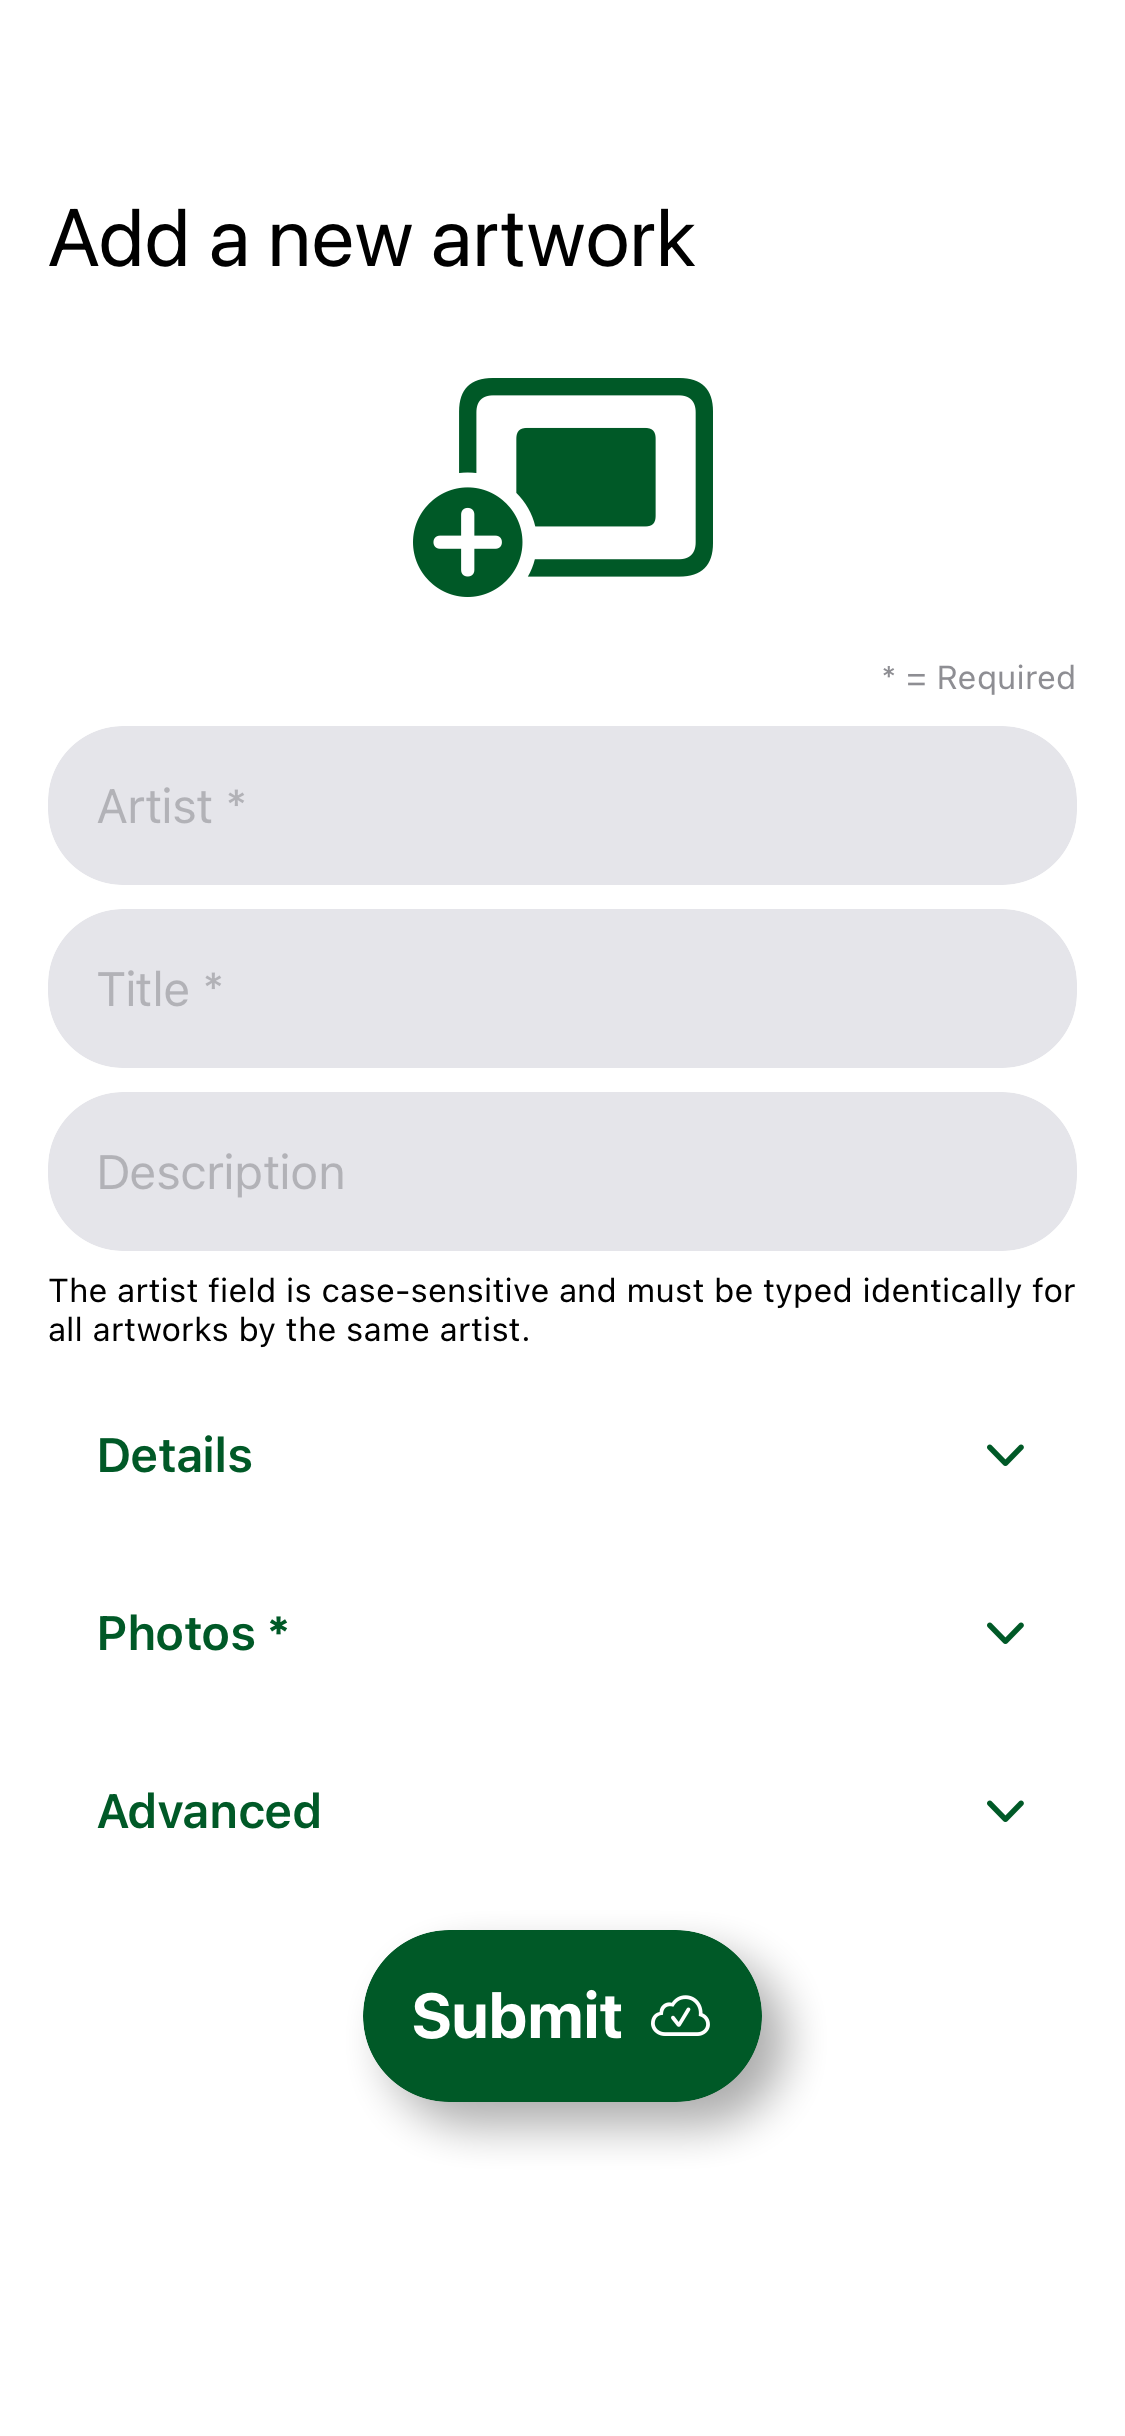 Add a new artwork
* = Required
Artist *
Title *
Description
The artist field is case-sensitive and must be typed identically for
all artworks by the same artist.
Details
Photos *
Advanced
Submit